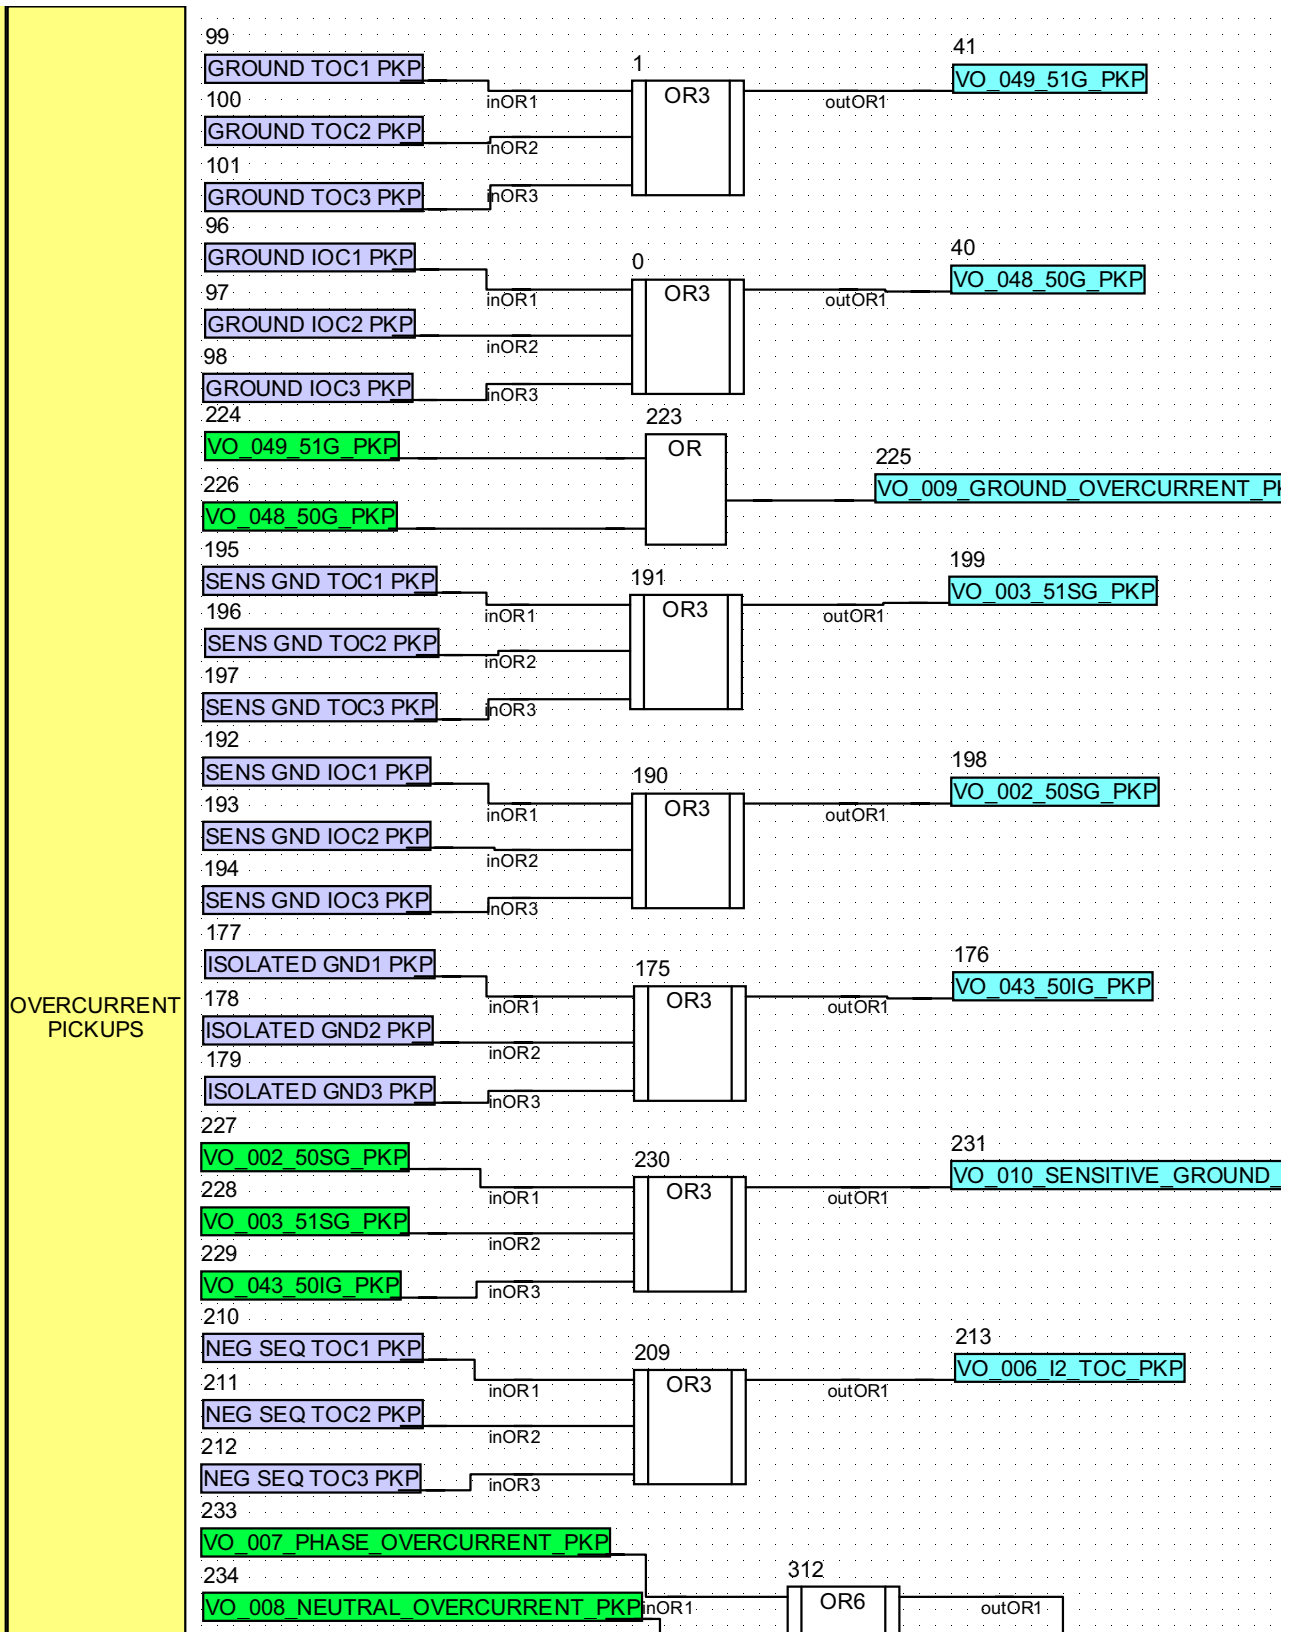 99
GROUND TOC1 PKP
100
GROUND TOC2 PKP
101
GROUND TOC3 PKP
inOR1
inOR2
inOR3
1
OR3
outOR1
41
VO_049_51G_PKP
96
GROUND IOC1 PKP
97
GROUND IOC2 PKP
98
GROUND IOC3 PKP
inOR1
inOR2
inOR3
0
OR3
outOR1
40
VO_048_50G_PKP
224
VO_049_51G_PKP
226
VO_048_50G_PKP
223
OR
225
VO_009_GROUND_OVERCURRENT_PK
195
SENS GND TOC1 PKP
196
SENS GND TOC2 PKP
197
SENS GND TOC3 PKP
inOR1
inOR2
inOR3
191
OR3
outOR1
199
VO_003_51SG_PKP
192
SENS GND IOC1 PKP
193
SENS GND IOC2 PKP
194
SENS GND IOC3 PKP
inOR1
inOR2
inOR3
190
OR3
outOR1
198
VO_002_50SG_PKP
OVERCURRENT
PICKUPS
177
ISOLATED GND1 PKP
178
ISOLATED GND2 PKP
179
ISOLATED GND3 PKP
inOR1
inOR2
inOR3
175
OR3
outOR1
176
VO_043_50IG_PKP
227
VO_002_50SG_PKP
228
VO_003_51SG_PKP
229
VO_043_50IG_PKP
inOR1
inOR2
inOR3
230
OR3
outOR1
231
VO_010_SENSITIVE_GROUND_
210
NEG SEQ TOC1 PKP
211
NEG SEQ TOC2 PKP
212
NEG SEQ TOC3 PKP
inOR1
inOR2
inOR3
209
OR3
outOR1
213
VO_006_I2_TOC_PKP
233
VO_007_PHASE_OVERCURRENT_PKP
234
VO_008_NEUTRAL_OVERCURRENT_PKP
inOR1
312
OR6
outOR1